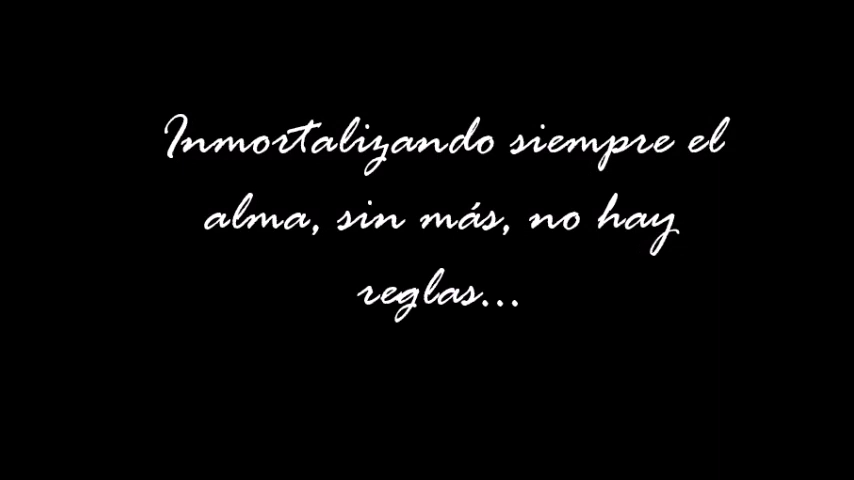 Inmortalizando siempre el
alma, sin más, no hay
reglas...